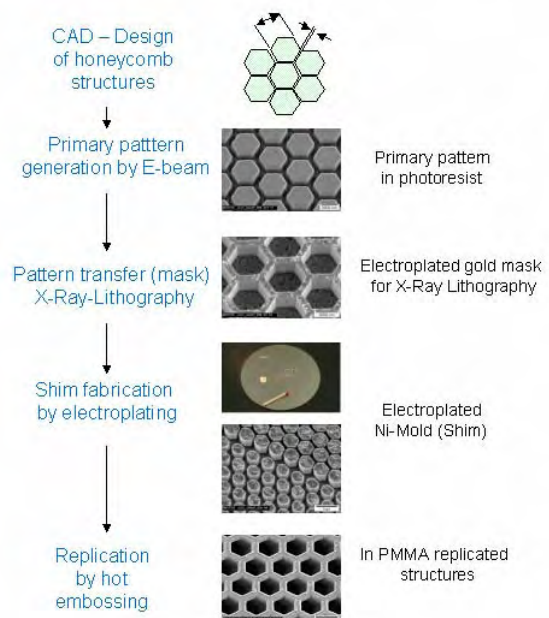 CAD – Design
of honeycomb
structures
Primary patttern
generation by E-beam
Primary pattern
in photoresist
Pattern transfer (mask)
X-Ray-Lithography
Electroplated gold mask
for X-Ray Lithography
Shim fabrication
by electroplating
Electroplated
Ni-Mold (Shim)
Replication
by hot
embossing
In PMMA replicated
structures